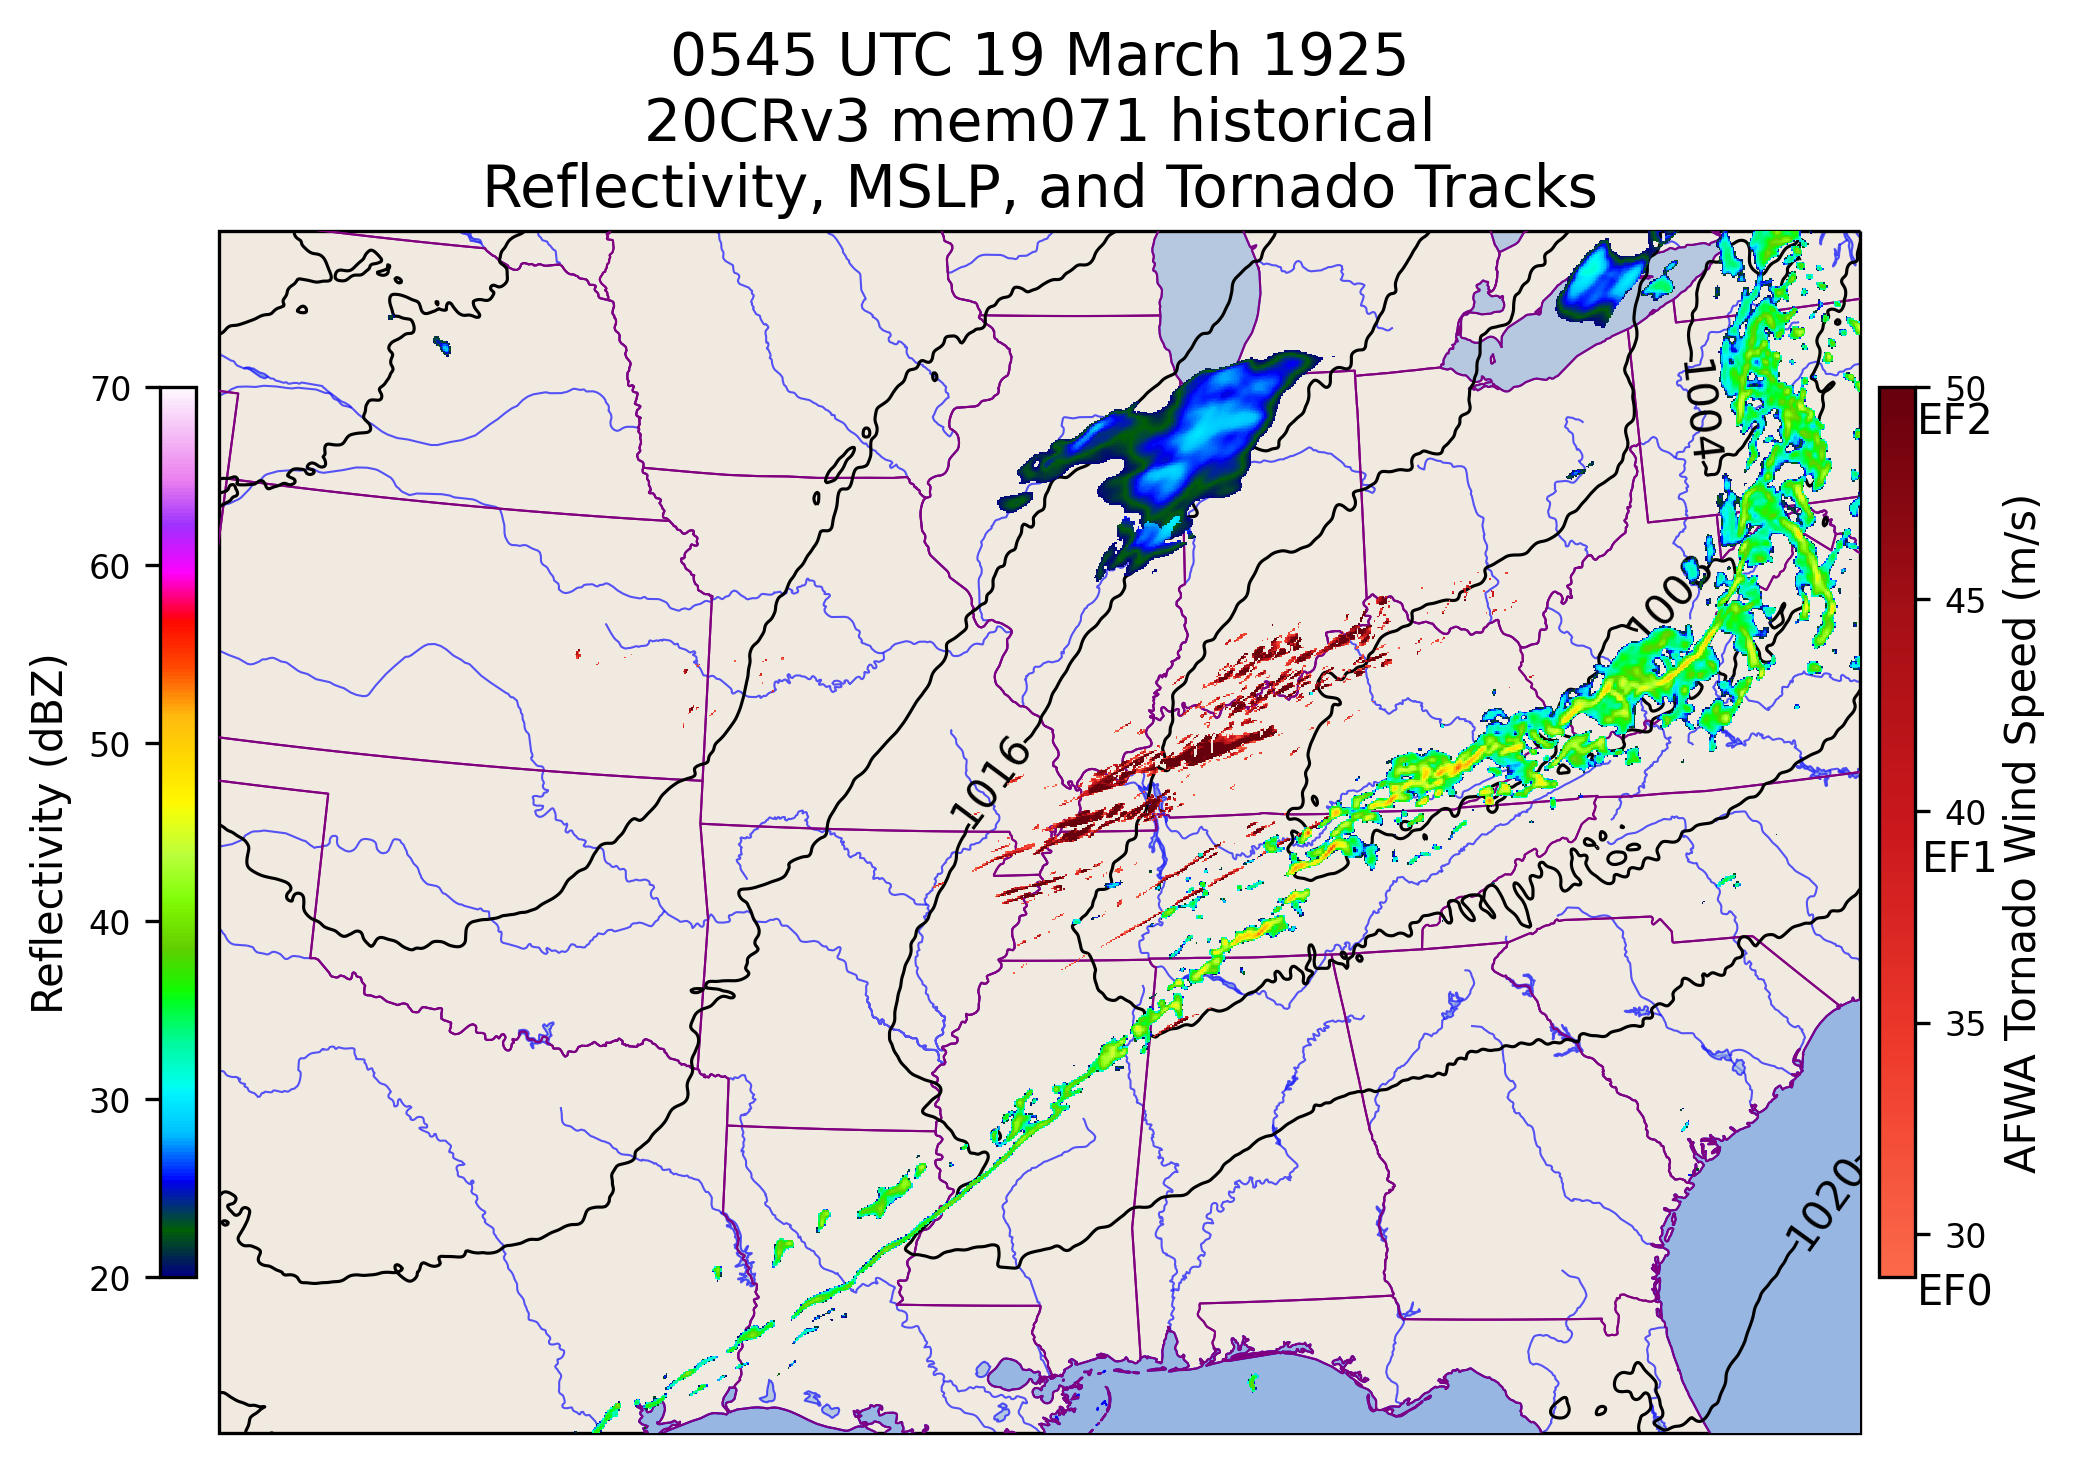 0545 UTC 19 March 1925
20CRv3 mem071 historical
Reflectivity, MSLP, and Tornado Tracks
Reflectivity (dBZ)
70
60
50
40
30
20
1004
1016
1020
50
EF2
45
40
EF1
35
30
EF0
AFWA Tornado Wind Speed (m/s)